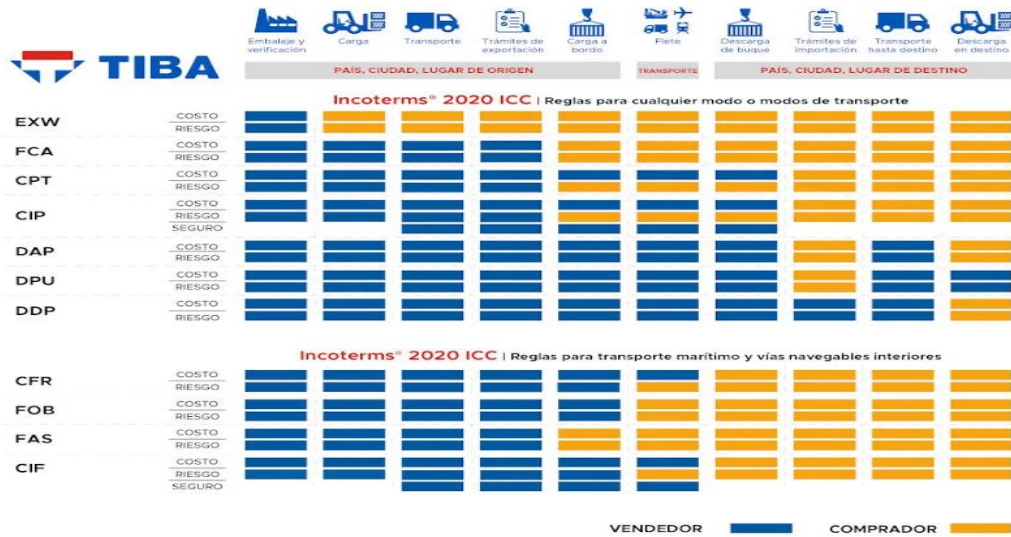 Embalaje y verificación
Carga
Transporte
Trámites de exportación
Carga a bordo
Flete
Descarga de buque
Trámites de importación
Transporte hasta destino
Descarga en destino
TIBA
PAÍS, CIUDAD, LUGAR DE ORIGEN
TRANSPORTE
PAÍS, CIUDAD, LUGAR DE DESTINO
Incoterms® 2020 ICC | Reglas para cualquier modo o modos de transporte
EXW
COSTO
RIESGO
FCA
COSTO
RIESGO
CPT
COSTO
RIESGO
CIP
COSTO
RIESGO
SEGURO
DAP
COSTO
RIESGO
DPU
COSTO
RIESGO
DDP
COSTO
RIESGO
Incoterms® 2020 ICC | Reglas para transporte marítimo y vías navegables interiores
CFR
COSTO
RIESGO
FOB
COSTO
RIESGO
FAS
COSTO
RIESGO
CIF
COSTO
RIESGO
SEGURO
VENDEDOR
COMPRADOR